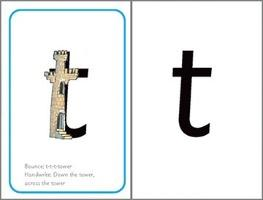 t t
Bounce: t-t-t-tower
Handwrite: Down the tower,
across the tower